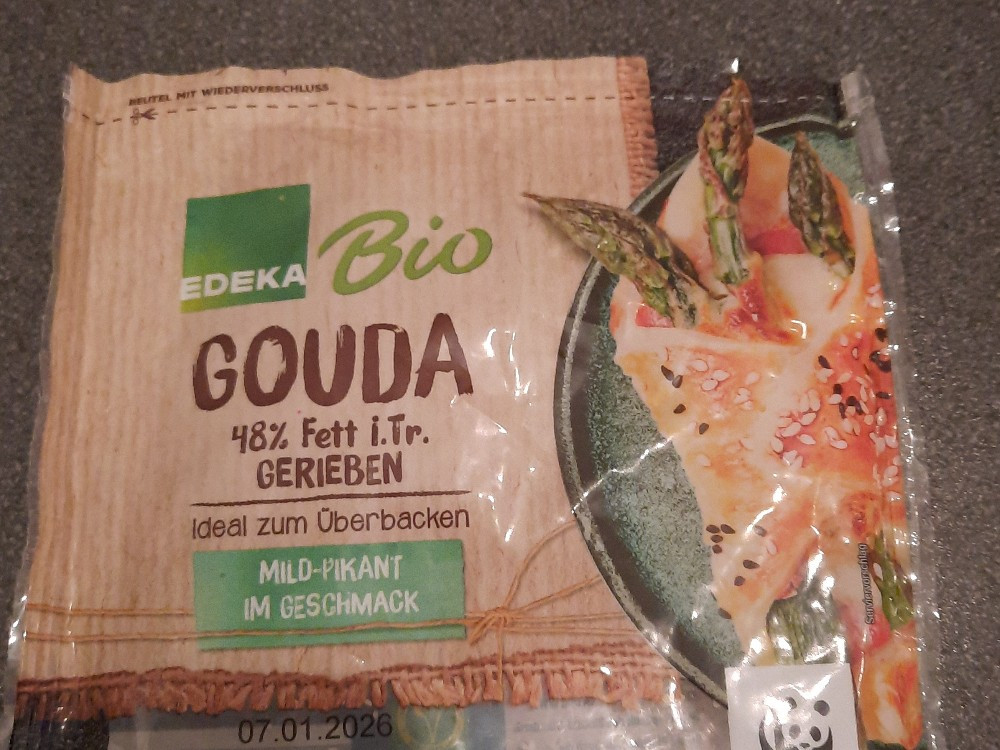 BEUTEL MIT WIEDERVERSCHLUSS
EDEKA Bio
GOUDA
48% Fett i.Tr.
GERIEBEN
Ideal zum Überbacken
MILD-PIKANT
IM GESCHMACK
Serviervorschlag
07.01.2026